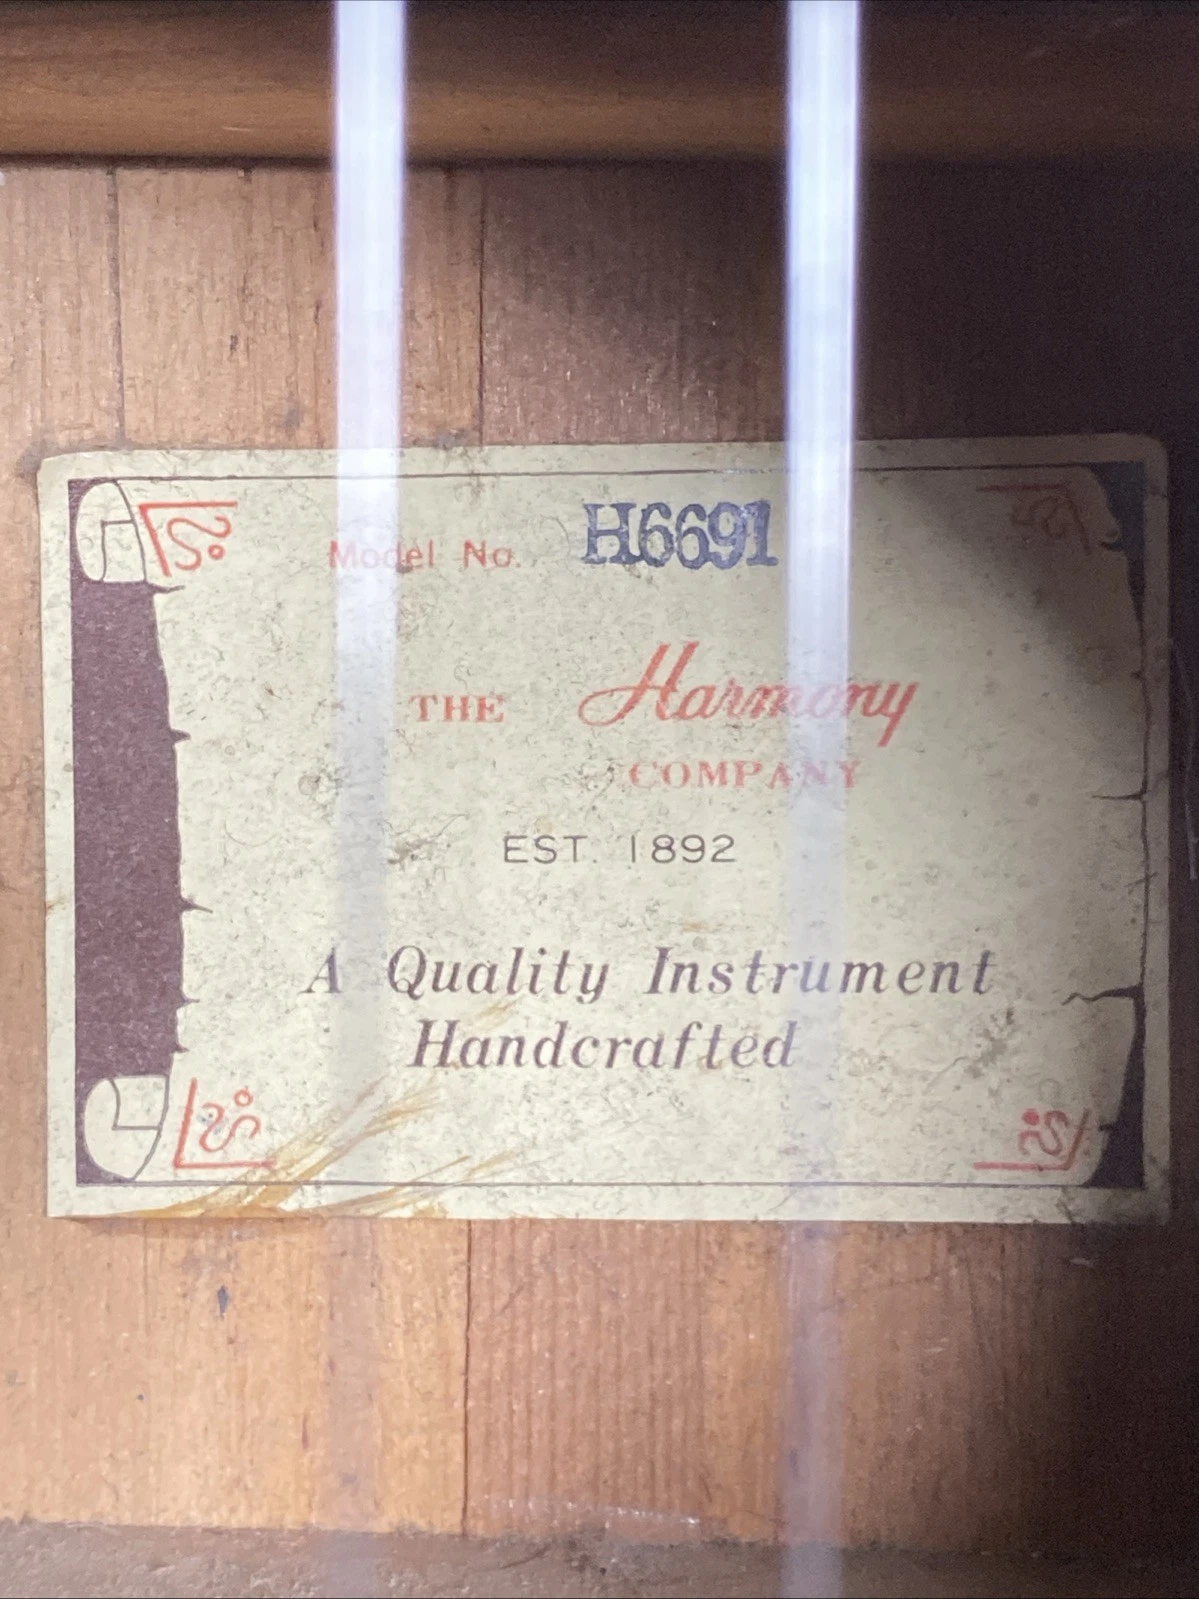 Model No. H6691
THE Harmony
COMPANY
EST. 1892
A Quality Instrument
Handcrafted